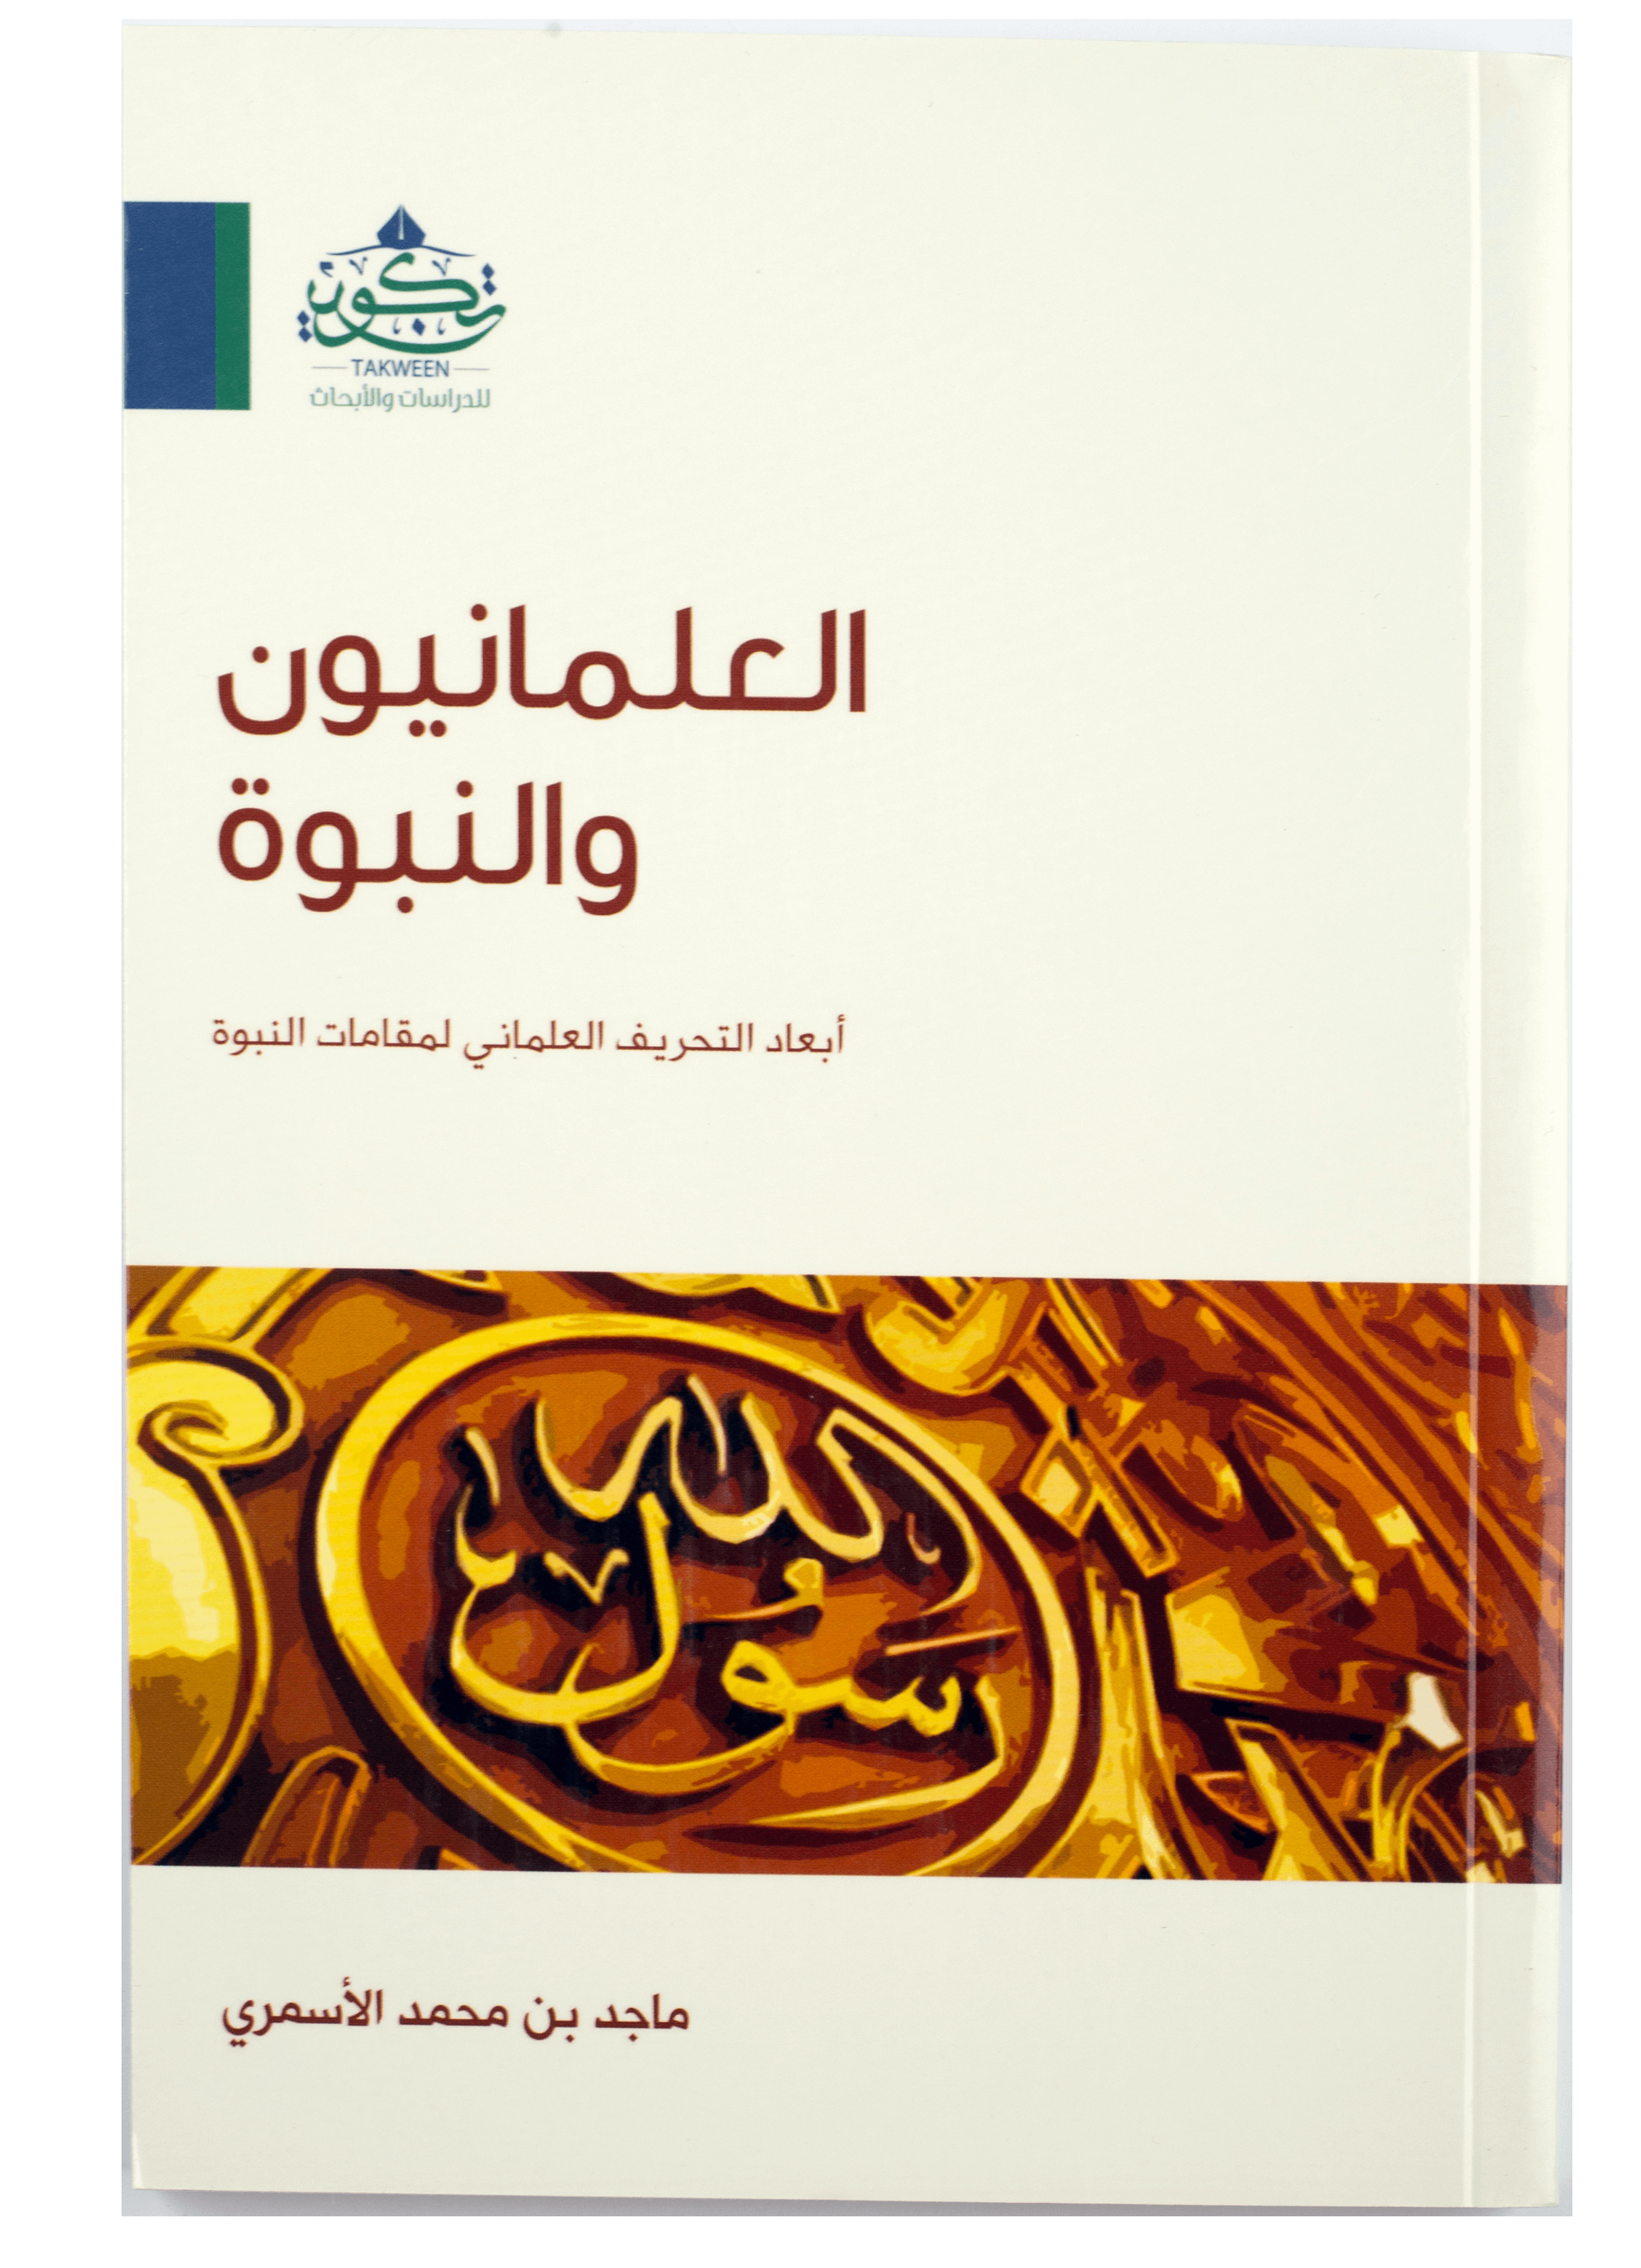 تكوين
TAKWEEN
للدراسات والأبحاث
العلمانيون
والنبوة
أبعاد التحريف العلماني لمقامات النبوة
الله
رسول
ماجد بن محمد الأسمري